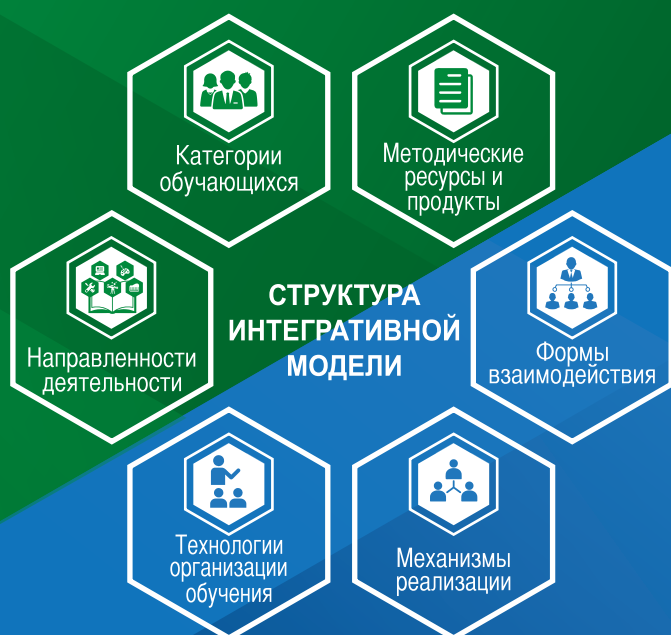 Категории
обучающихся
Методические
ресурсы и
продукты
Направленности
деятельности
СТРУКТУРА
ИНТЕГРАТИВНОЙ
МОДЕЛИ
Формы
взаимодействия
Технологии
организации
обучения
Механизмы
реализации